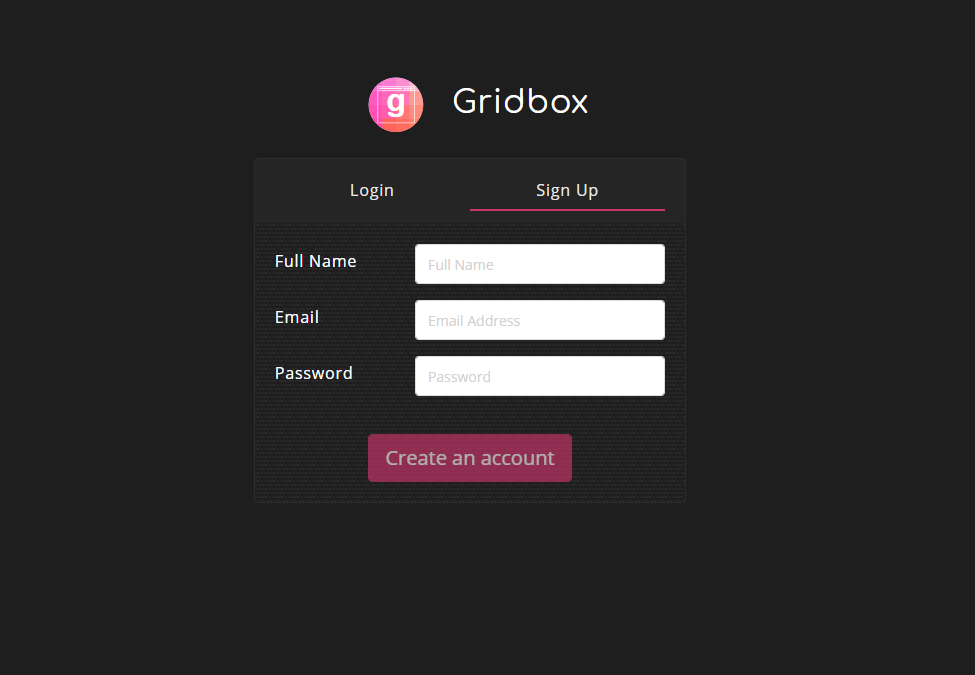 g
Gridbox
Login
Sign Up
Full Name
Full Name
Email
Email Address
Password
Password
Create an account